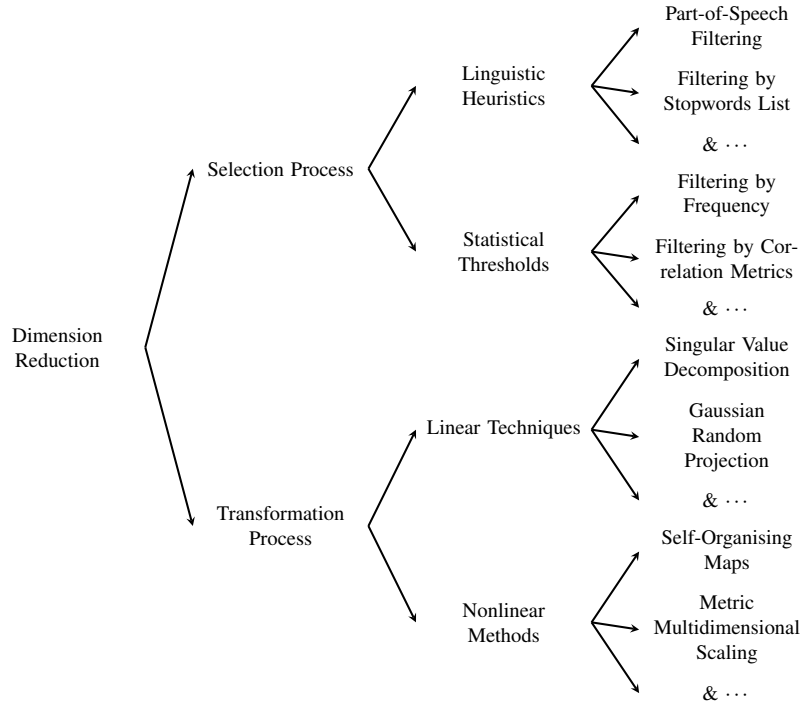 Part-of-Speech
Filtering
Linguistic
Heuristics
Filtering by
Stopwords List
& ···
Selection Process
Filtering by
Frequency
Statistical
Thresholds
Filtering by Cor-
relation Metrics
& ···
Dimension
Reduction
Singular Value
Decomposition
Linear Techniques
Gaussian
Random
Projection
& ···
Transformation
Process
Self-Organising
Maps
Nonlinear
Methods
Metric
Multidimensional
Scaling
& ···